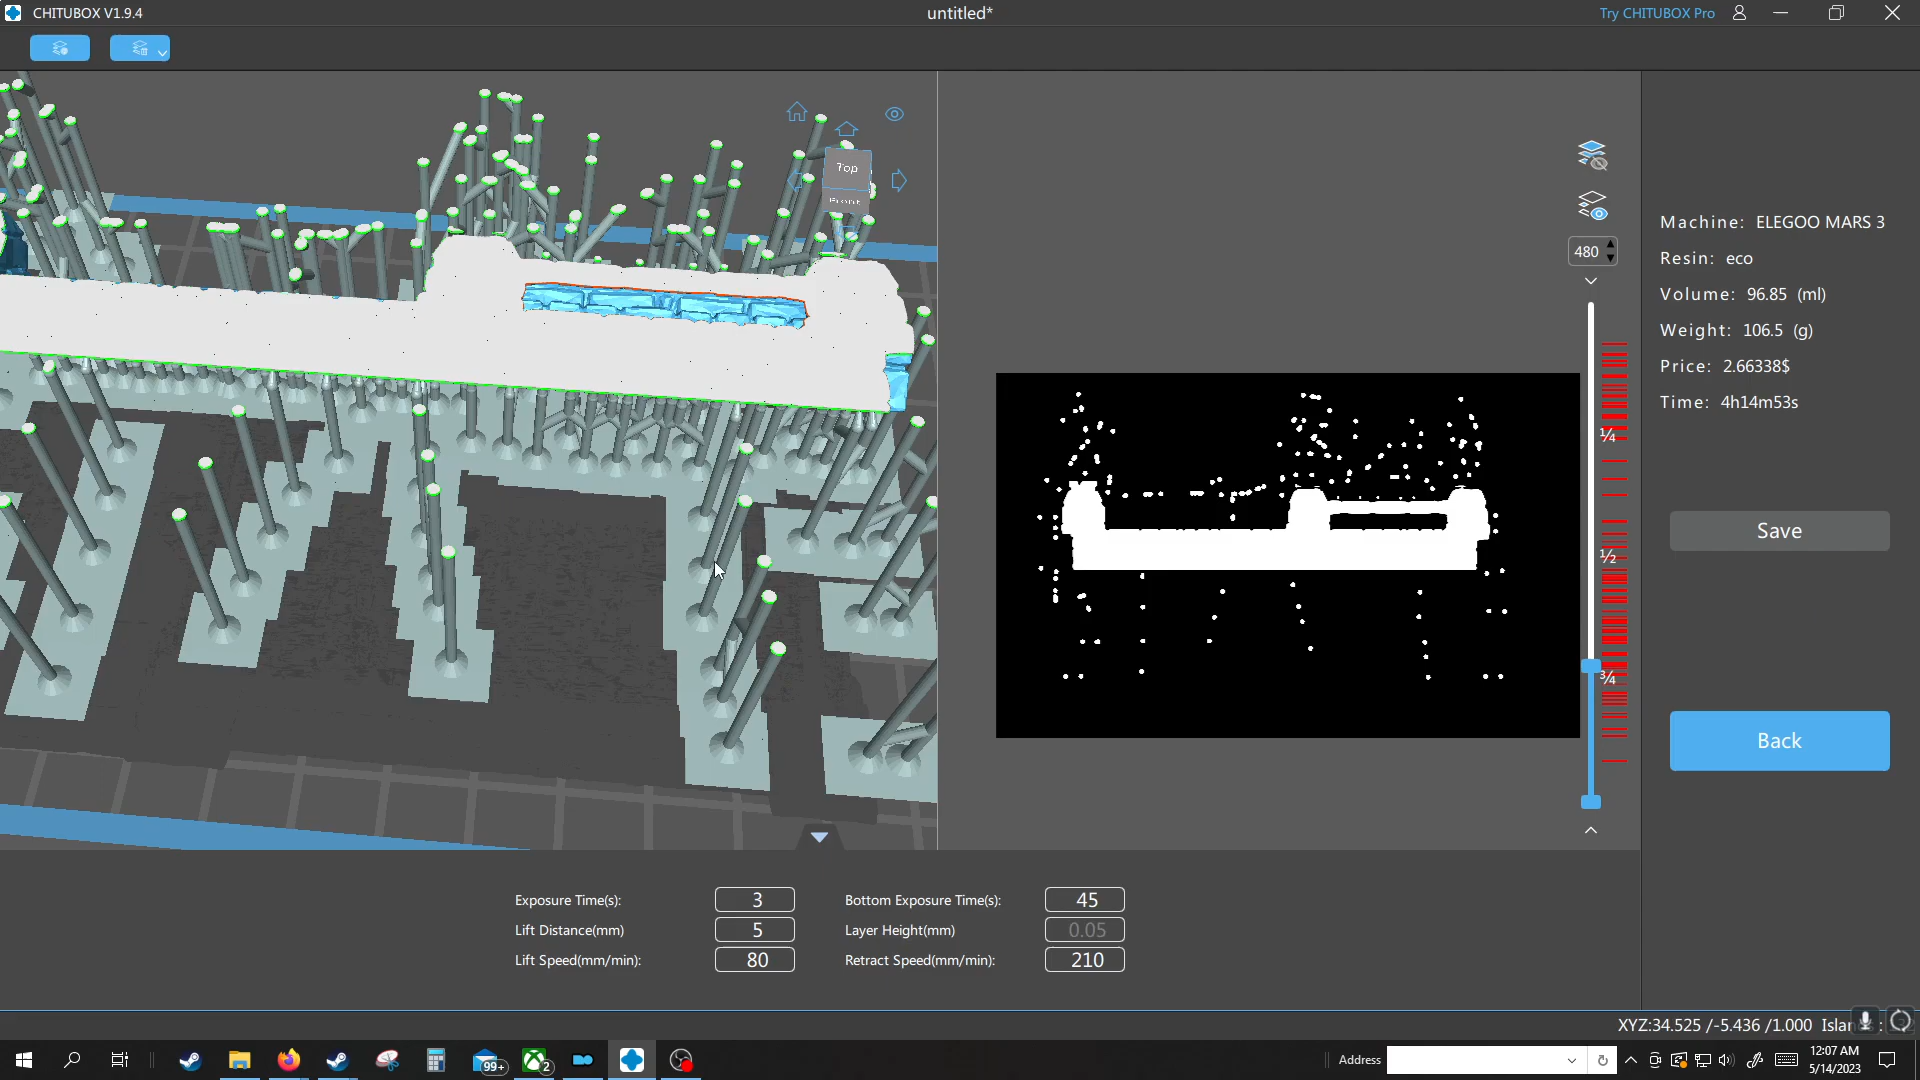 CHITUBOX V1.9.4
untitled*
Try CHITUBOX Pro
Top
Front
480
1/4
1/2
3/4
Machine: ELEGOO MARS 3
Resin: eco
Volume: 96.85 (ml)
Weight: 106.5 (g)
Price: 2.66338$
Time: 4h14m53s
Save
Back
Exposure Time(s): 3
Bottom Exposure Time(s): 45
Lift Distance(mm) 5
Layer Height(mm) 0.05
Lift Speed(mm/min): 80
Retract Speed(mm/min): 210
XYZ:34.525 /-5.436 /1.000
99+
2
Address
12:07 AM
5/14/2023